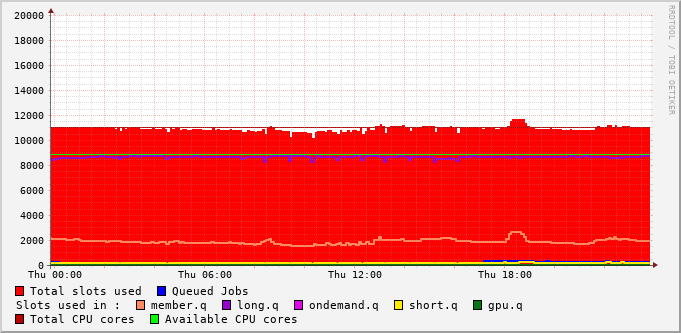 20000
18000
16000
14000
12000
10000
8000
6000
4000
2000
0
Thu 00:00 Thu 06:00 Thu 12:00 Thu 18:00
Total slots used Queued Jobs
Slots used in : member.q long.q ondemand.q short.q gpu.q
Total CPU cores Available CPU cores
RRDTOOL / TOBI OETIKER